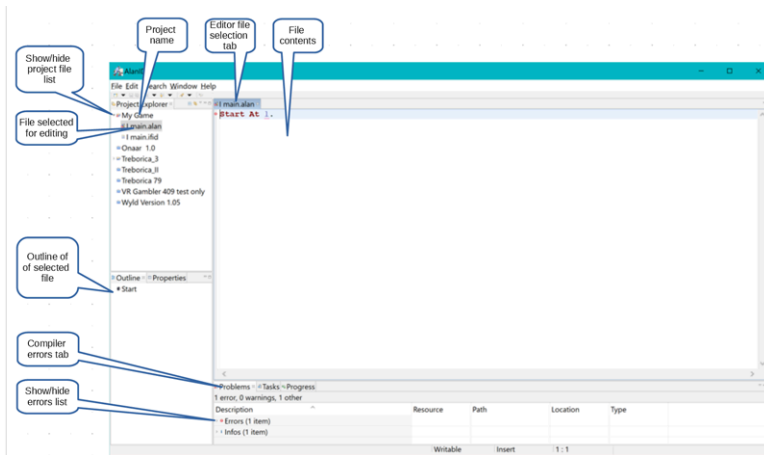 Project
name
Editor file
selection
tab
File
contents
Show/hide
project file
list
File selected
for editing
Outline of
of selected
file
Compiler
errors tab
Show/hide
errors list
File Edit Search Window Help
Project Explorer
main.alan
My Game
main.alan
main.ifid
Onaar 1.0
Treborica_3
Treborica_II
Treborica 79
VR Gambler 409 test only
Wyld Version 1.05
Start At l.
Outline Properties
Start
Problems Tasks Progress
1 error, 0 warnings, 1 other
Description Resource Path Location Type
Errors (1 item)
Infos (1 item)
Writable Insert 1:1